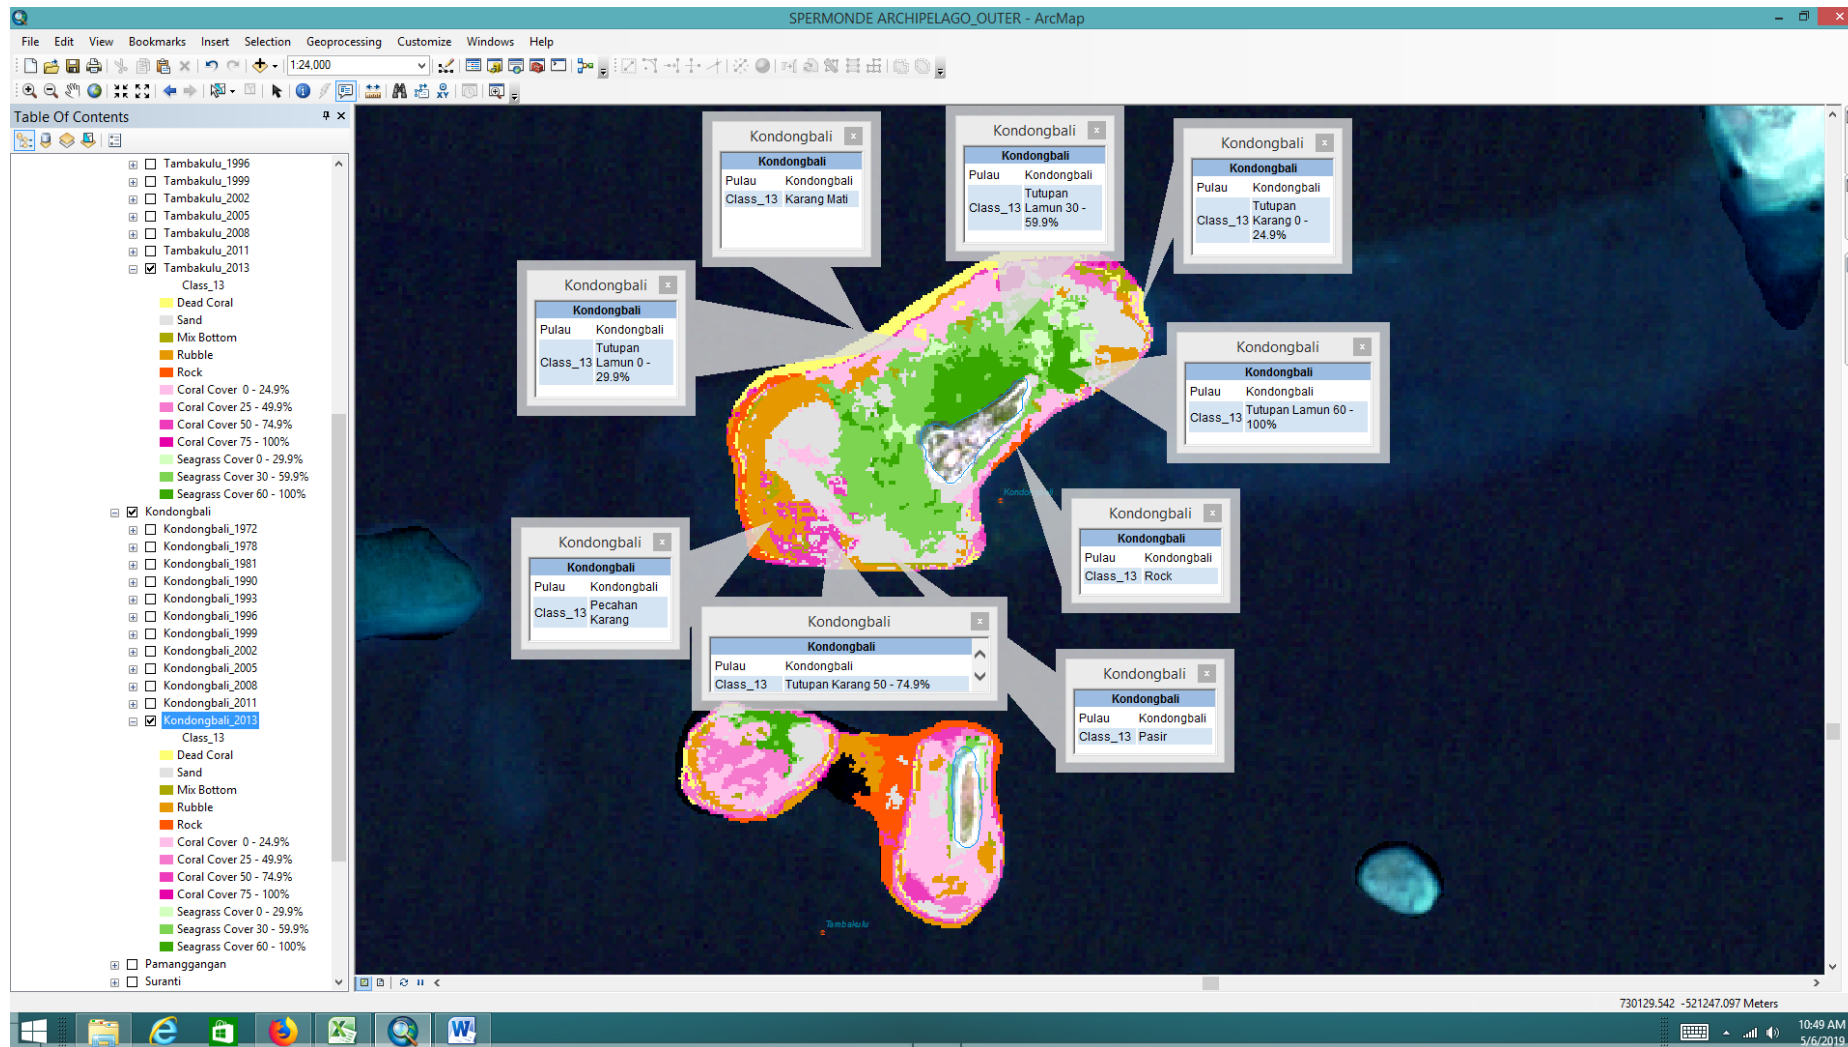 SPERMONDE ARCHIPELAGO_OUTER - ArcMap
File Edit View Bookmarks Insert Selection Geoprocessing Customize Windows Help
1:24,000
Table Of Contents
Tambakulu_1996
Tambakulu_1999
Tambakulu_2002
Tambakulu_2005
Tambakulu_2008
Tambakulu_2011
Tambakulu_2013
Class_13
Dead Coral
Sand
Mix Bottom
Rubble
Rock
Coral Cover 0 - 24.9%
Coral Cover 25 - 49.9%
Coral Cover 50 - 74.9%
Coral Cover 75 - 100%
Seagrass Cover 0 - 29.9%
Seagrass Cover 30 - 59.9%
Seagrass Cover 60 - 100%
Kondongbali
Kondongbali_1972
Kondongbali_1978
Kondongbali_1981
Kondongbali_1990
Kondongbali_1993
Kondongbali_1996
Kondongbali_1999
Kondongbali_2002
Kondongbali_2005
Kondongbali_2008
Kondongbali_2011
Kondongbali_2013
Class_13
Dead Coral
Sand
Mix Bottom
Rubble
Rock
Coral Cover 0 - 24.9%
Coral Cover 25 - 49.9%
Coral Cover 50 - 74.9%
Coral Cover 75 - 100%
Seagrass Cover 0 - 29.9%
Seagrass Cover 30 - 59.9%
Seagrass Cover 60 - 100%
Pamanggangan
Suranti
Kondongbali
Kondongbali
Pulau Kondongbali
Class_13 Karang Mati
Kondongbali
Kondongbali
Pulau Kondongbali
Class_13 Tutupan
Lamun 30 -
59.9%
Kondongbali
Kondongbali
Pulau Kondongbali
Class_13 Tutupan
Karang 0 -
24.9%
Kondongbali
Kondongbali
Pulau Kondongbali
Class_13 Tutupan
Lamun 0 -
29.9%
Kondongbali
Kondongbali
Pulau Kondongbali
Class_13 Tutupan Lamun 60 -
100%
Kondongbali
Kondongbali
Pulau Kondongbali
Class_13 Rock
Kondongbali
Kondongbali
Pulau Kondongbali
Class_13 Pecahan
Karang
Kondongbali
Kondongbali
Pulau Kondongbali
Class_13 Tutupan Karang 50 - 74.9%
Kondongbali
Kondongbali
Pulau Kondongbali
Class_13 Pasir
Tambakulu
730129.542 -521247.097 Meters
10:49 AM
5/6/2019